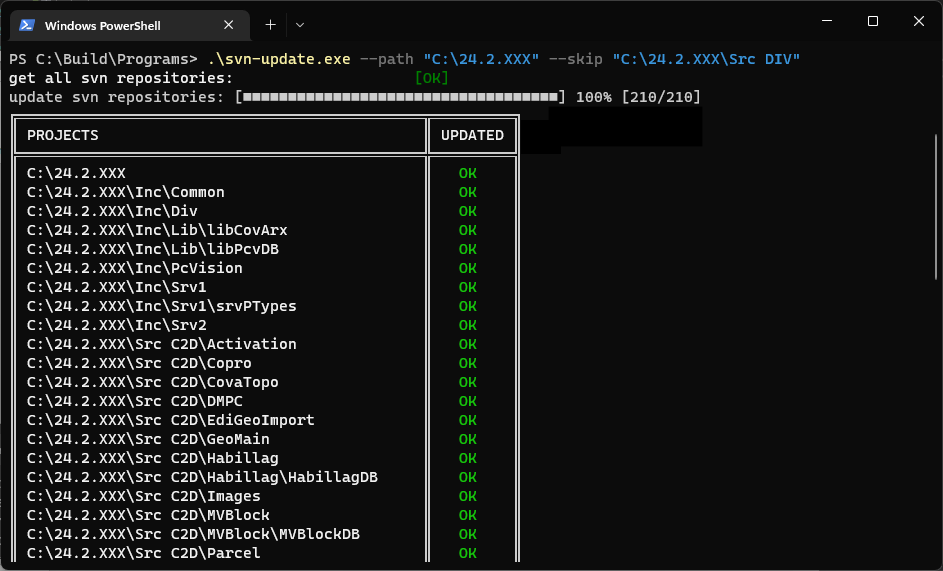 Windows PowerShell
PS C:\Build\Programs> .\svn-update.exe --path "C:\24.2.XXX" --skip "C:\24.2.XXX\Src DIV"
get all svn repositories: [OK]
update svn repositories: [■■■■■■■■■■■■■■■■■■■■■■■■■■■■■■■■■■■] 100% [210/210]
PROJECTS UPDATED
C:\24.2.XXX OK
C:\24.2.XXX\Inc\Common OK
C:\24.2.XXX\Inc\Div OK
C:\24.2.XXX\Inc\Lib\libCovArx OK
C:\24.2.XXX\Inc\Lib\libPcvDB OK
C:\24.2.XXX\Inc\PcVision OK
C:\24.2.XXX\Inc\Srv1 OK
C:\24.2.XXX\Inc\Srv1\srvPTypes OK
C:\24.2.XXX\Inc\Srv2 OK
C:\24.2.XXX\Src C2D\Activation OK
C:\24.2.XXX\Src C2D\Copro OK
C:\24.2.XXX\Src C2D\CovaTopo OK
C:\24.2.XXX\Src C2D\DMPC OK
C:\24.2.XXX\Src C2D\EdiGeoImport OK
C:\24.2.XXX\Src C2D\GeoMain OK
C:\24.2.XXX\Src C2D\Habillag OK
C:\24.2.XXX\Src C2D\Habillag\HabillagDB OK
C:\24.2.XXX\Src C2D\Images OK
C:\24.2.XXX\Src C2D\MVBlock OK
C:\24.2.XXX\Src C2D\MVBlock\MVBlockDB OK
C:\24.2.XXX\Src C2D\Parcel OK